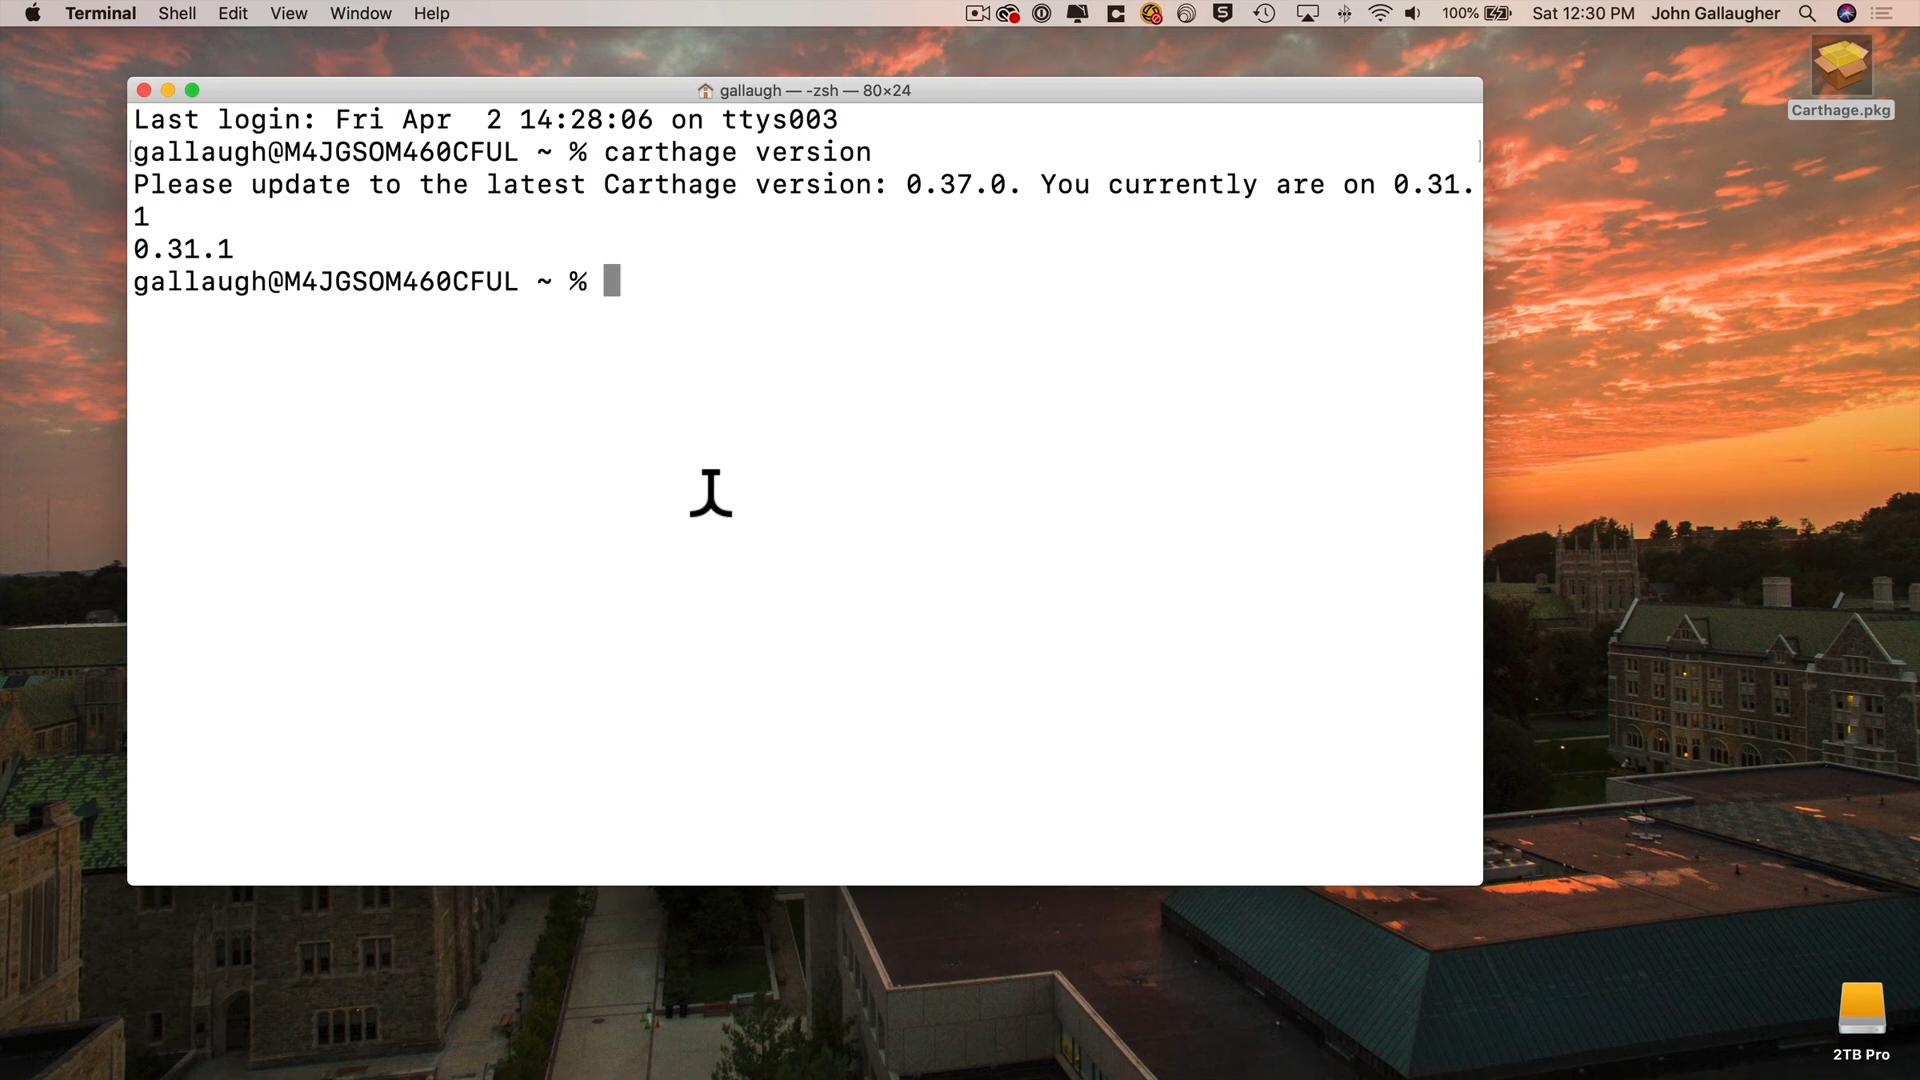 Terminal Shell Edit View Window Help 100% Sat 12:30 PM John Gallaugher
Carthage.pkg
gallaugh — -zsh — 80×24
Last login: Fri Apr  2 14:28:06 on ttys003
gallaugh@M4JGSOM460CFUL ~ % carthage version
Please update to the latest Carthage version: 0.37.0. You currently are on 0.31.
1
0.31.1
gallaugh@M4JGSOM460CFUL ~ %
2TB Pro